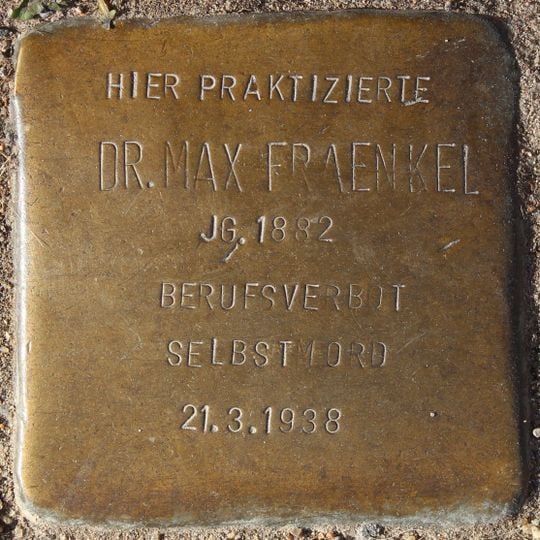 HIER PRAKTIZIERTE
DR. MAX FRAENKEL
JG. 1882
BERUFSVERBOT
SELBSTMORD
21.3.1938